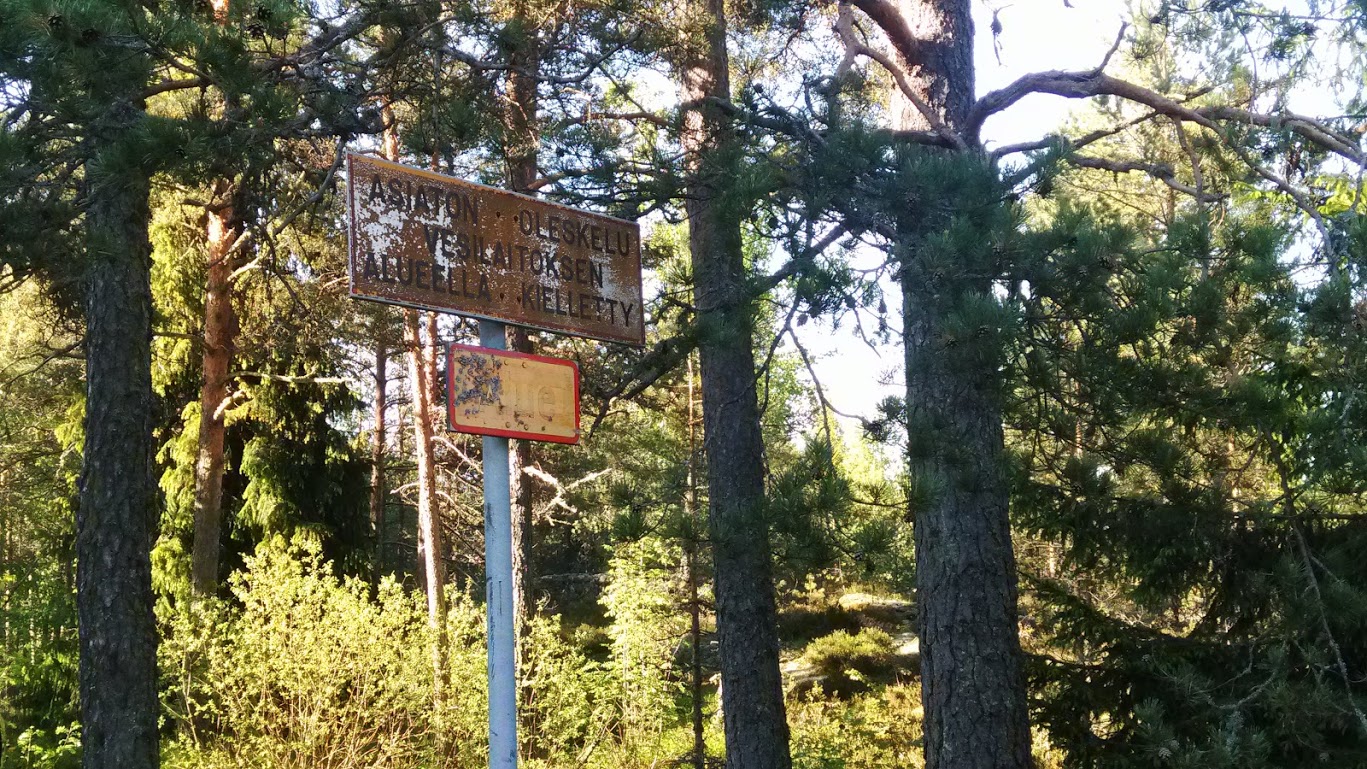 ASIATON OLESKELU
VESILAITOKSEN
ALUEELLA KIELLETTY